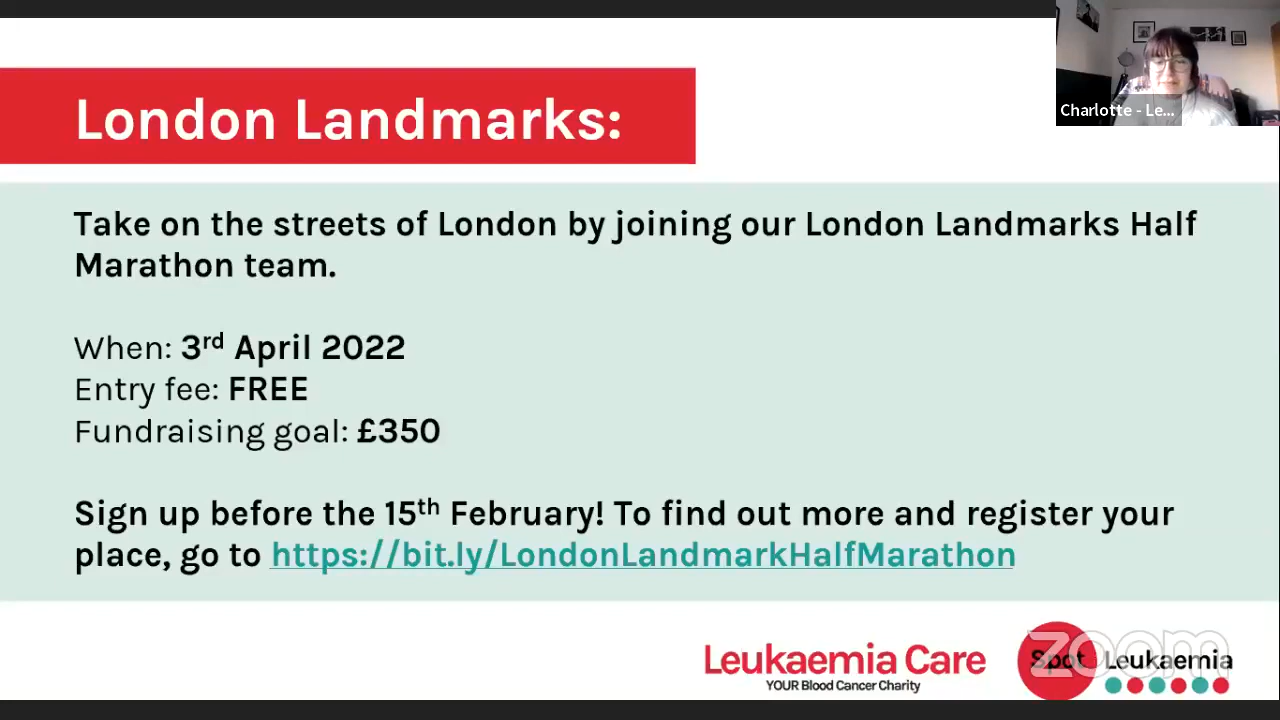 London Landmarks:
Charlotte - Le...
Take on the streets of London by joining our London Landmarks Half
Marathon team.
When: 3rd April 2022
Entry fee: FREE
Fundraising goal: £350
Sign up before the 15th February! To find out more and register your
place, go to https://bit.ly/LondonLandmarkHalfMarathon
Leukaemia Care
YOUR Blood Cancer Charity
Spot Leukaemia
zoom